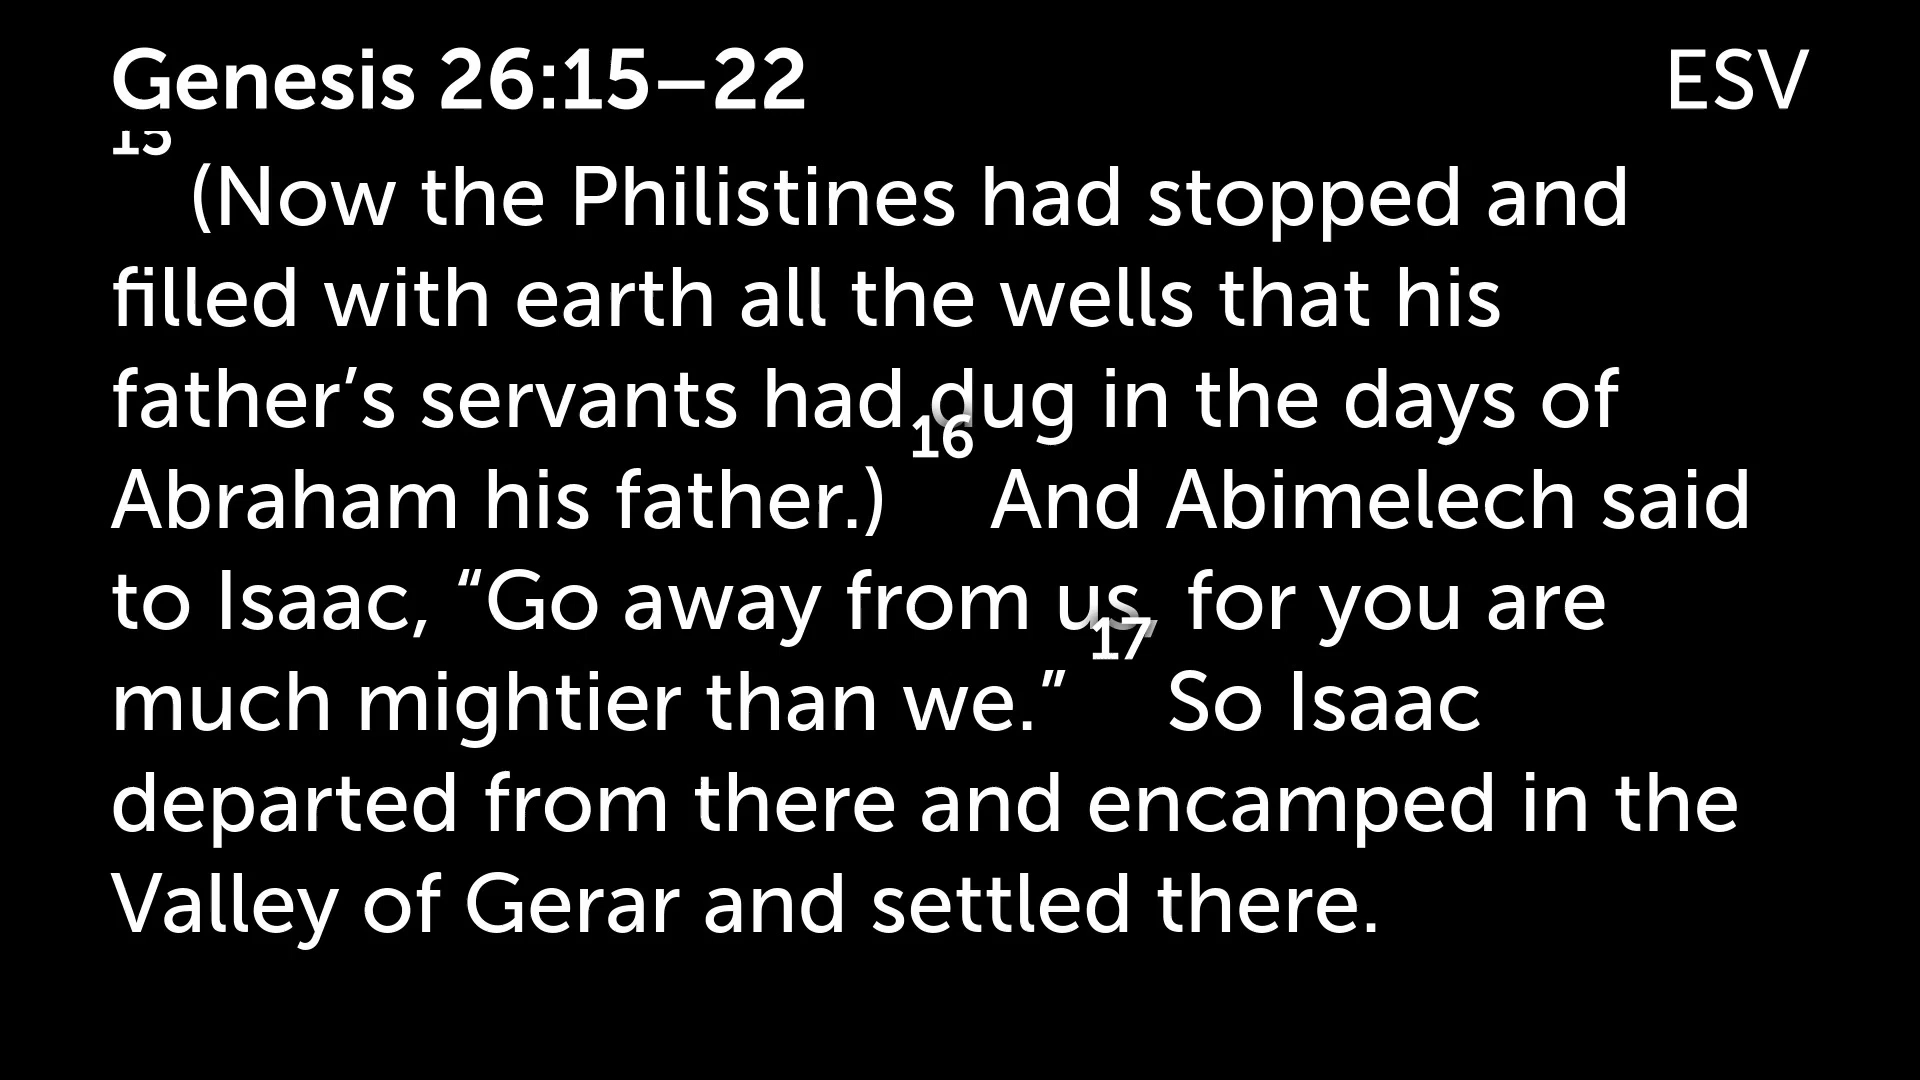 Genesis 26:15–22 ESV
15 (Now the Philistines had stopped and
filled with earth all the wells that his
father’s servants had dug in the days of
Abraham his father.) 16 And Abimelech said
to Isaac, “Go away from us, for you are
much mightier than we.” 17 So Isaac
departed from there and encamped in the
Valley of Gerar and settled there.